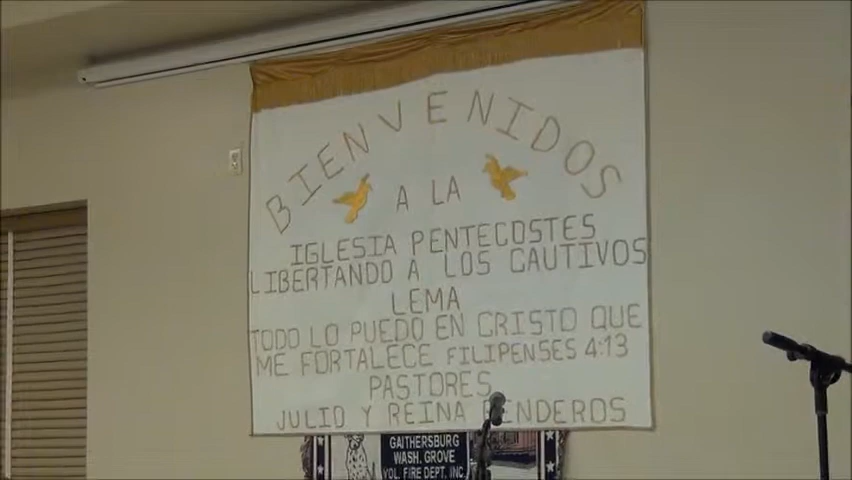 BIENVENIDOS
A LA
IGLESIA PENTECOSTES
LIBERTANDO A LOS CAUTIVOS
LEMA
TODO LO PUEDO EN CRISTO QUE
ME FORTALECE FILIPENSES 4:13
PASTORES
JULIO Y REINA
GAITHERSBURG
WASH. GROVE
VOL. FIRE DEPT. INC.